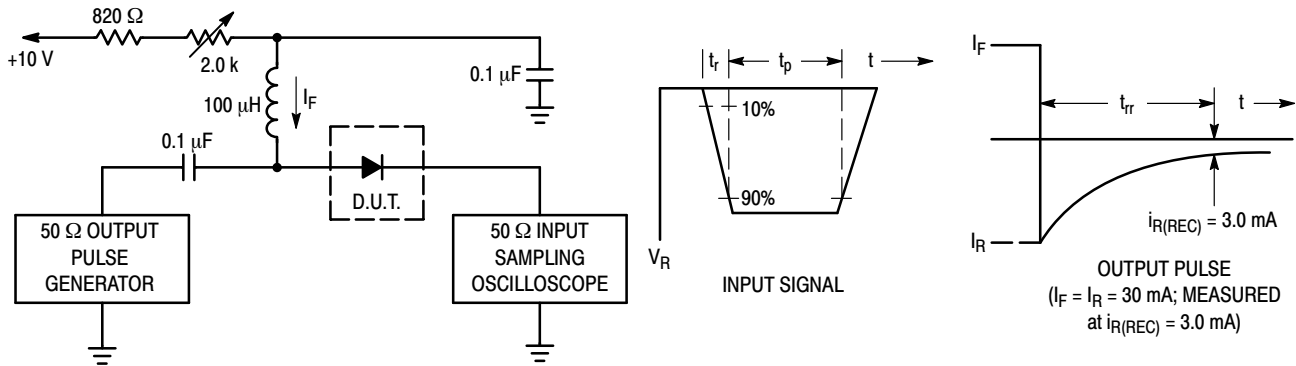 820 Ω
+10 V
2.0 k
100 μH
I_F
0.1 μF
0.1 μF
D.U.T.
50 Ω OUTPUT
PULSE
GENERATOR
50 Ω INPUT
SAMPLING
OSCILLOSCOPE
t_r
t_p
t
10%
90%
V_R
INPUT SIGNAL
I_F
t_rr
t
I_R
i_R(REC) = 3.0 mA
OUTPUT PULSE
(I_F = I_R = 30 mA; MEASURED
at i_R(REC) = 3.0 mA)